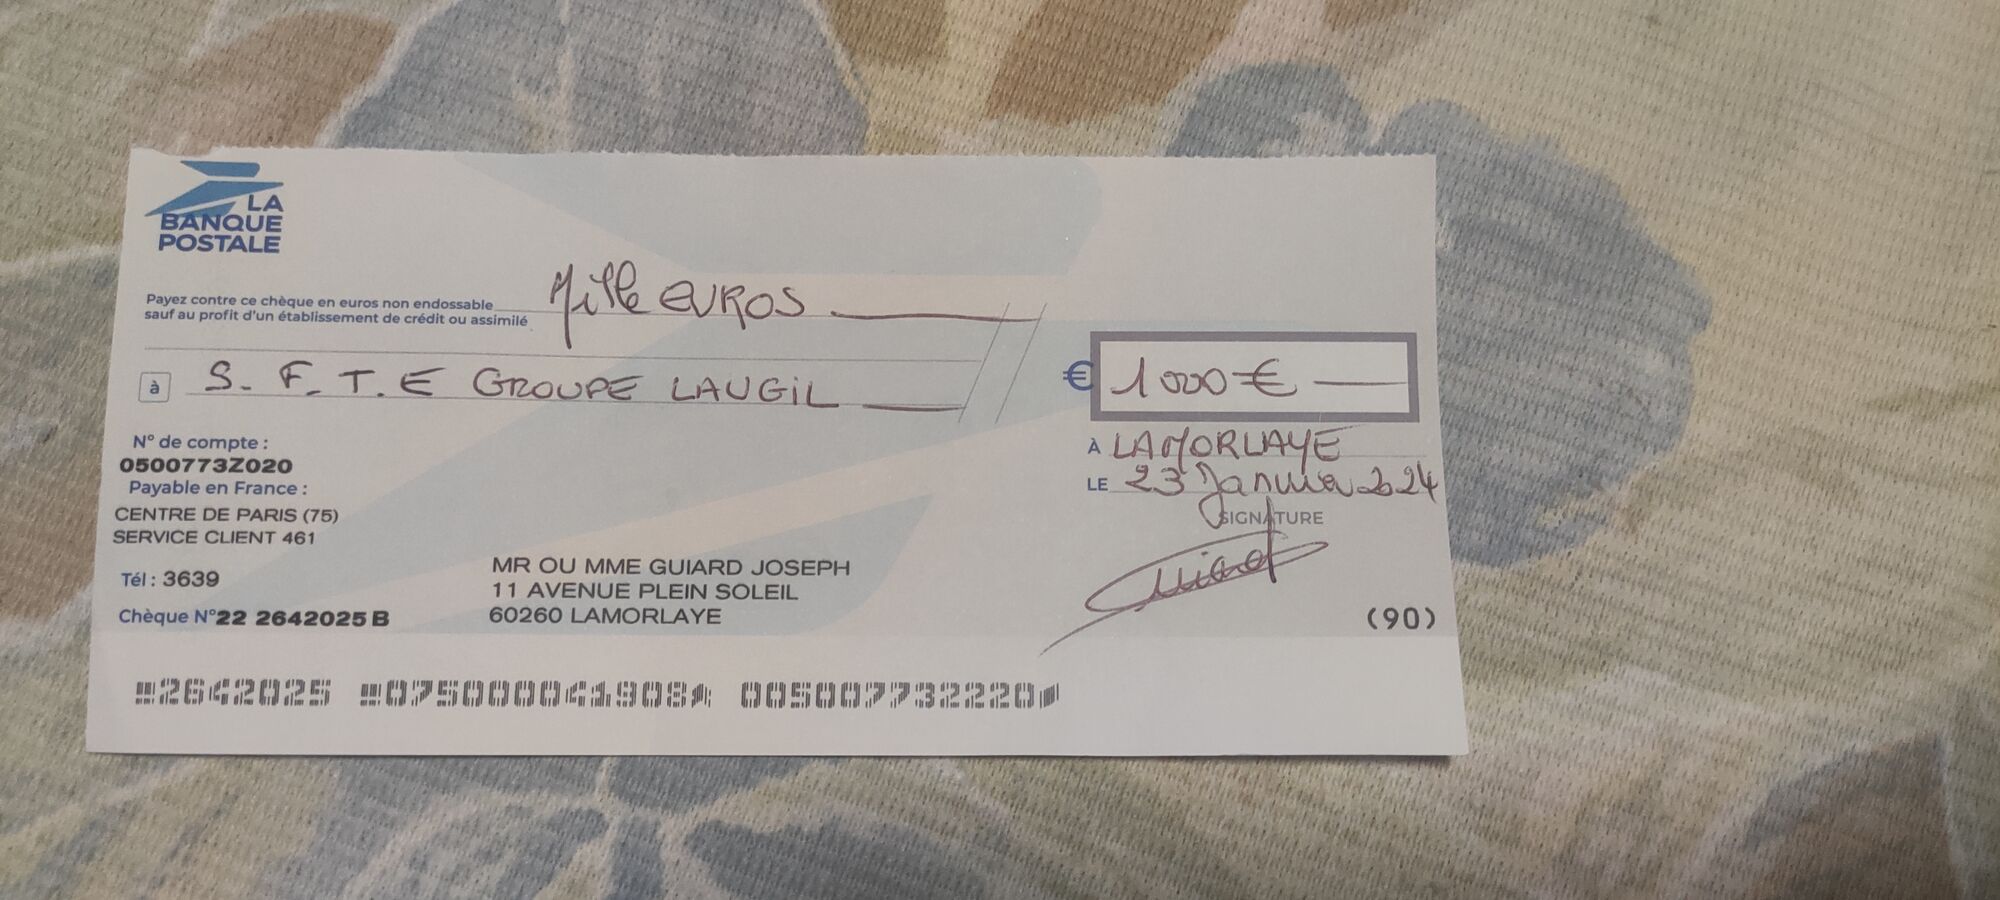 LA
BANQUE
POSTALE
Payez contre ce chèque en euros non endossable Mille EUROS
sauf au profit d'un établissement de crédit ou assimilé
à S. F. T. E GROUPE LAUGIL
€ 1000 €
N° de compte :
0500773Z020
Payable en France :
CENTRE DE PARIS (75)
SERVICE CLIENT 461
Tél : 3639
Chèque N° 22 2642025 B
MR OU MME GUIARD JOSEPH
11 AVENUE PLEIN SOLEIL
60260 LAMORLAYE
À LAMORLAYE
LE 23 Janvier 2024
SIGNATURE
(90)
2642025 075000041908 005007732220